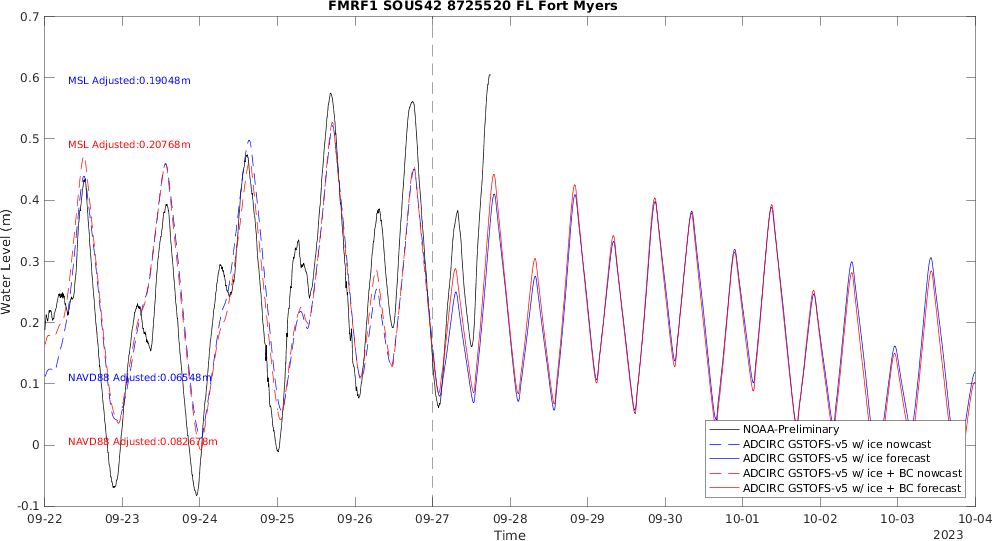 FMRF1 SOUS42 8725520 FL Fort Myers
0.7
0.6
0.5
0.4
0.3
0.2
0.1
0
-0.1
Water Level (m)
MSL Adjusted:0.19048m
MSL Adjusted:0.20768m
NAVD88 Adjusted:0.06548m
NAVD88 Adjusted:0.082678m
NOAA-Preliminary
ADCIRC GSTOFS-v5 w/ ice nowcast
ADCIRC GSTOFS-v5 w/ ice forecast
ADCIRC GSTOFS-v5 w/ ice + BC nowcast
ADCIRC GSTOFS-v5 w/ ice + BC forecast
09-22 09-23 09-24 09-25 09-26 09-27 09-28 09-29 09-30 10-01 10-02 10-03 10-04
Time
2023